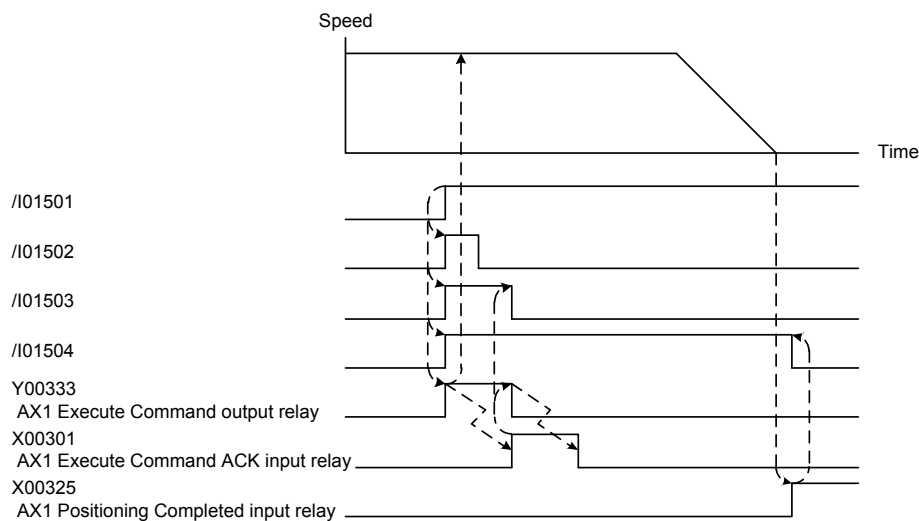 Speed
Time
/I01501
/I01502
/I01503
/I01504
Y00333
AX1 Execute Command output relay
X00301
AX1 Execute Command ACK input relay
X00325
AX1 Positioning Completed input relay